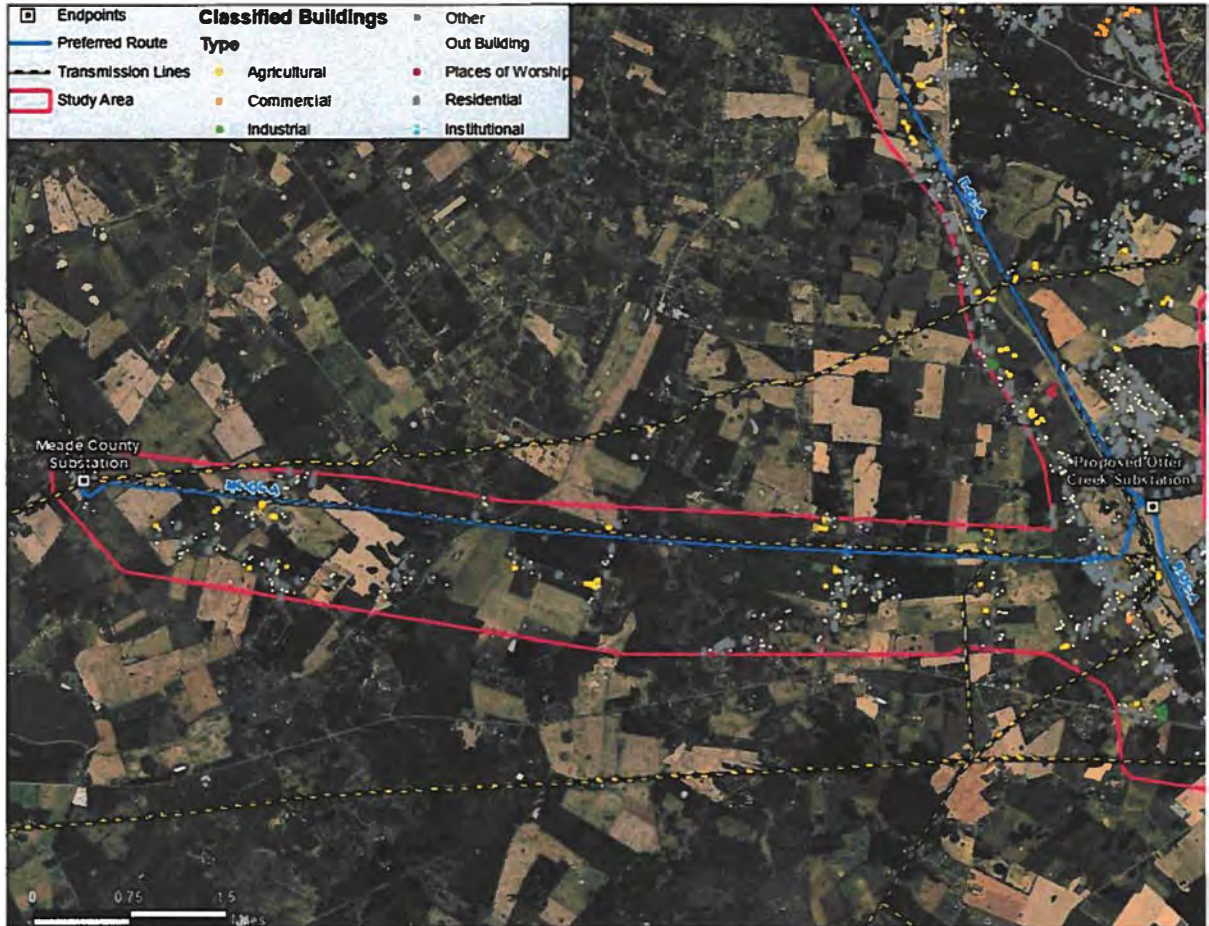 Endpoints
Preferred Route
Transmission Lines
Study Area
Classified Buildings
Type
Agricultural
Commercial
Industrial
Other
Out Building
Places of Worship
Residential
Institutional
Meade County
Substation
Proposed Otter
Creek Substation
0 0.75 1.5
Miles